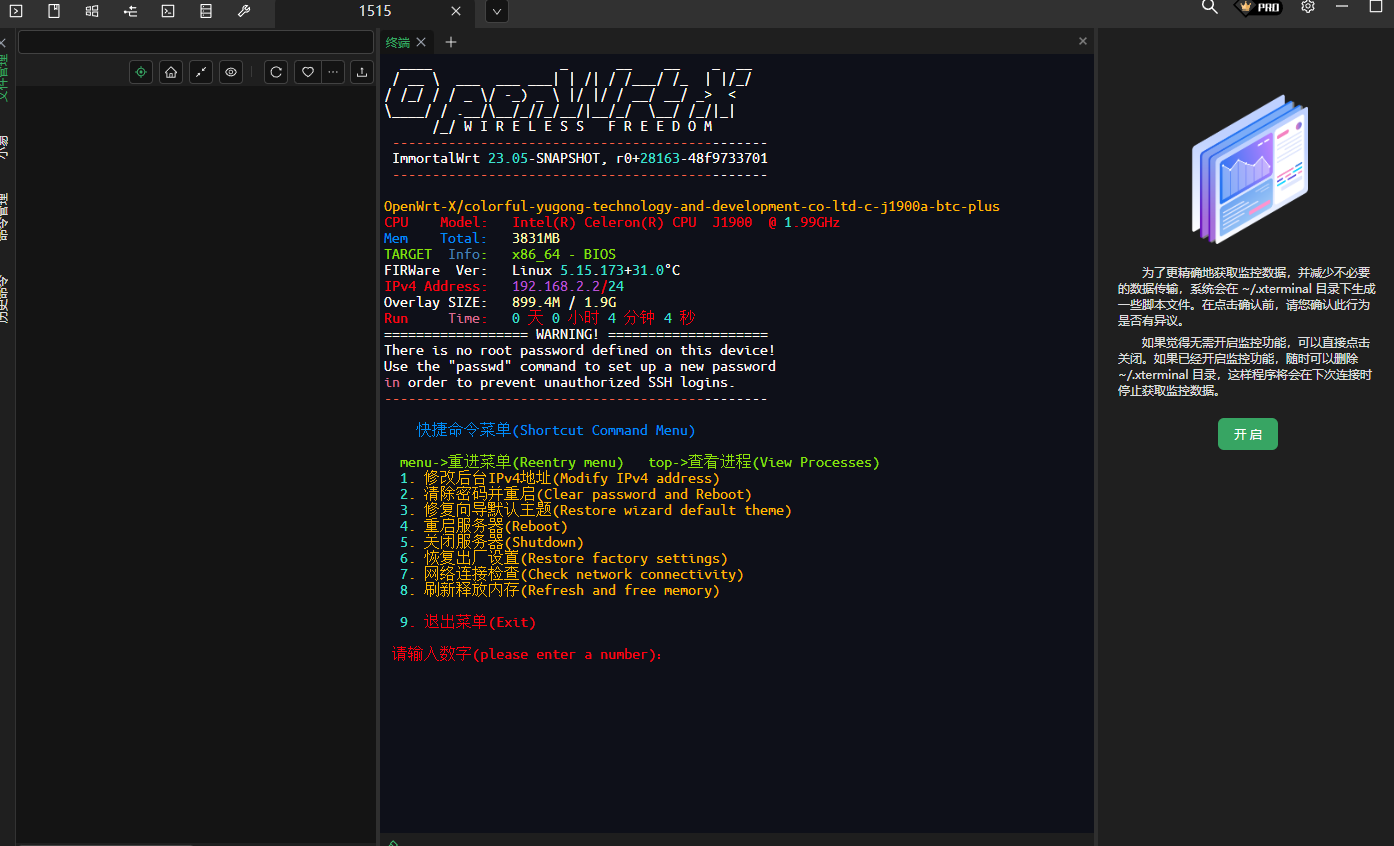 1515
PRO
文件管理
终端
小易
命令管理
历史命令
WIRELESS FREEDOM
-----------------------------------------------
ImmortalWrt 23.05-SNAPSHOT, r0+28163-48f9733701
-----------------------------------------------
OpenWrt-X/colorful-yugong-technology-and-development-co-ltd-c-j1900a-btc-plus
CPU Model: Intel(R) Celeron(R) CPU J1900 @ 1.99GHz
Mem Total: 3831MB
TARGET Info: x86_64 - BIOS
FIRWare Ver: Linux 5.15.173+31.0°C
IPv4 Address: 192.168.2.2/24
Overlay SIZE: 899.4M / 1.9G
Run Time: 0 天 0 小时 4 分钟 4 秒
================== WARNING! ====================
There is no root password defined on this device!
Use the "passwd" command to set up a new password
in order to prevent unauthorized SSH logins.
------------------------------------------------
快捷命令菜单(Shortcut Command Menu)
menu->重进菜单(Reentry menu) top->查看进程(View Processes)
1. 修改后台IPv4地址(Modify IPv4 address)
2. 清除密码并重启(Clear password and Reboot)
3. 修复向导默认主题(Restore wizard default theme)
4. 重启服务器(Reboot)
5. 关闭服务器(Shutdown)
6. 恢复出厂设置(Restore factory settings)
7. 网络连接检查(Check network connectivity)
8. 刷新释放内存(Refresh and free memory)
9. 退出菜单(Exit)
请输入数字(please enter a number):
为了更精确地获取监控数据，并减少不必要
的数据传输，系统会在 ~/.xterminal 目录下生成
一些脚本文件。在点击确认前，请您确认此行为
是否有异议。
如果觉得无需开启监控功能，可以直接点击
关闭。如果已经开启监控功能，随时可以删除
~/.xterminal 目录，这样程序将会在下次连接时
停止获取监控数据。
开启